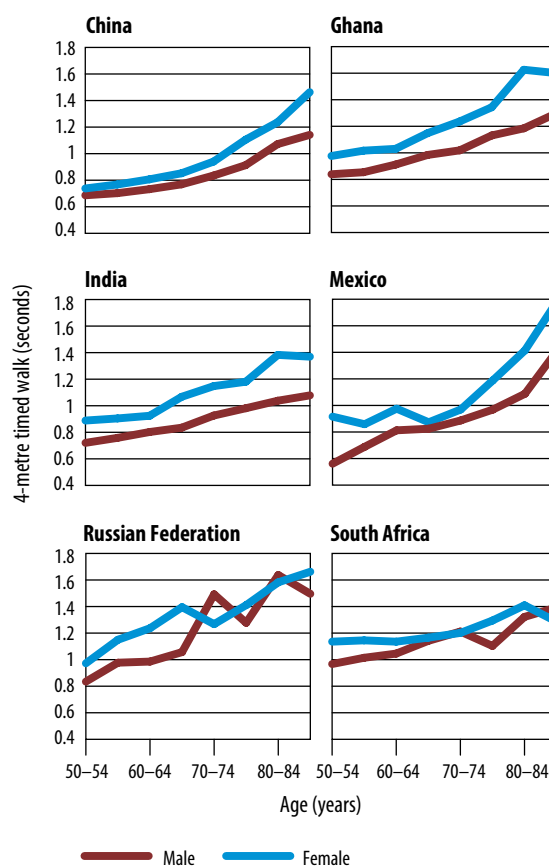 China
Ghana
1.8
1.6
1.4
1.2
1
0.8
0.6
0.4
India
Mexico
1.8
1.6
1.4
1.2
1
0.8
0.6
0.4
4-metre timed walk (seconds)
Russian Federation
South Africa
1.8
1.6
1.4
1.2
1
0.8
0.6
0.4
50–54 60–64 70–74 80–84 50–54 60–64 70–74 80–84
Age (years)
Male Female